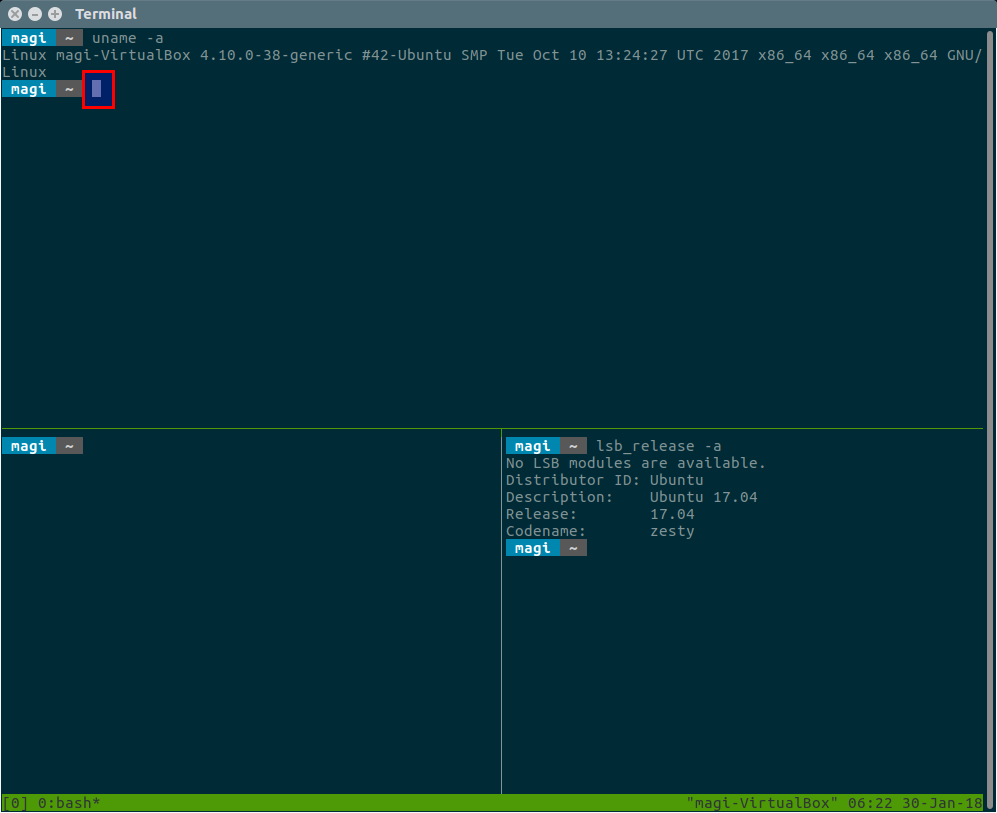 Terminal
magi ~ uname -a
Linux magi-VirtualBox 4.10.0-38-generic #42-Ubuntu SMP Tue Oct 10 13:24:27 UTC 2017 x86_64 x86_64 x86_64 GNU/
Linux
magi ~
magi ~
magi ~ lsb_release -a
No LSB modules are available.
Distributor ID: Ubuntu
Description: Ubuntu 17.04
Release: 17.04
Codename: zesty
magi ~
[0] 0:bash* "magi-VirtualBox" 06:22 30-Jan-18